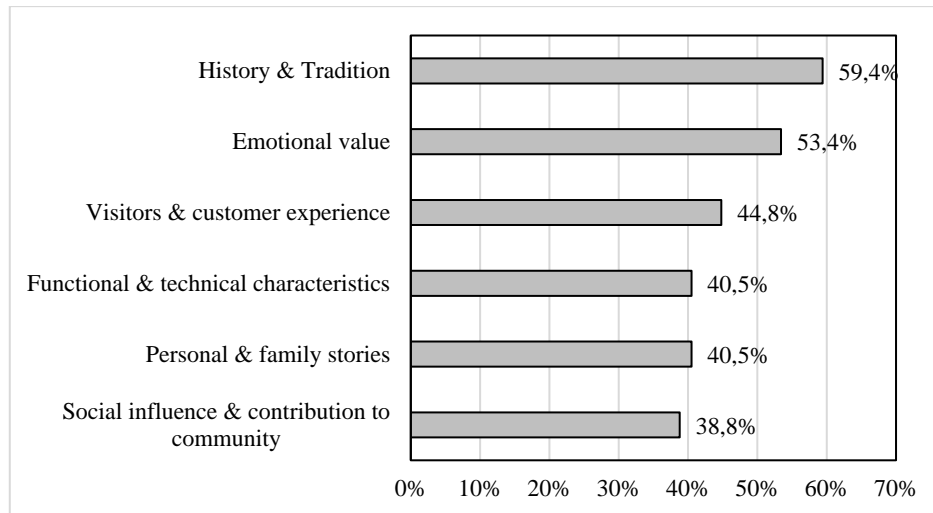 History & Tradition
59,4%
Emotional value
53,4%
Visitors & customer experience
44,8%
Functional & technical characteristics
40,5%
Personal & family stories
40,5%
Social influence & contribution to
community
38,8%
0% 10% 20% 30% 40% 50% 60% 70%